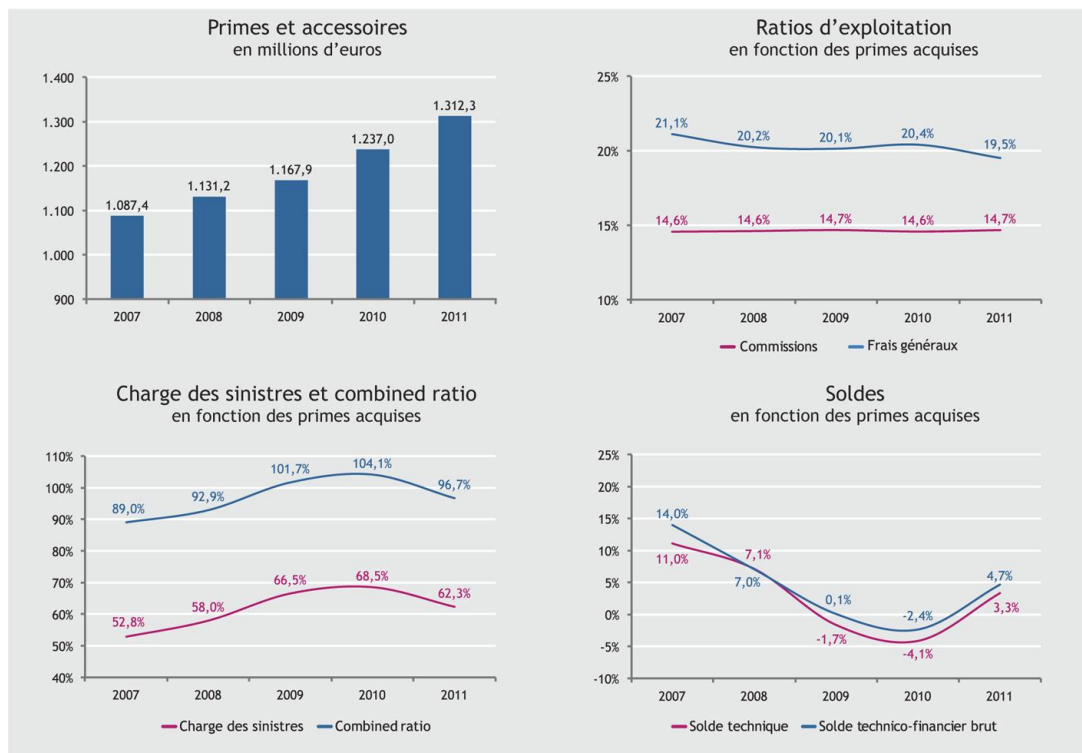 Primes et accessoires
en millions d'euros
1.400
1.300
1.200
1.100
1.000
900
1.087,4
1.131,2
1.167,9
1.237,0
1.312,3
2007 2008 2009 2010 2011
Ratios d'exploitation
en fonction des primes acquises
25%
20%
15%
10%
21,1% 20,2% 20,1% 20,4% 19,5%
14,6% 14,6% 14,7% 14,6% 14,7%
2007 2008 2009 2010 2011
Commissions Frais généraux
Charge des sinistres et combined ratio
en fonction des primes acquises
110%
100%
90%
80%
70%
60%
50%
40%
89,0% 92,9% 101,7% 104,1% 96,7%
52,8% 58,0% 66,5% 68,5% 62,3%
2007 2008 2009 2010 2011
Charge des sinistres Combined ratio
Soldes
en fonction des primes acquises
25%
20%
15%
10%
5%
0%
-5%
-10%
14,0% 7,0% 0,1% -2,4% 4,7%
11,0% 7,1% -1,7% -4,1% 3,3%
2007 2008 2009 2010 2011
Solde technique Solde technico-financier brut